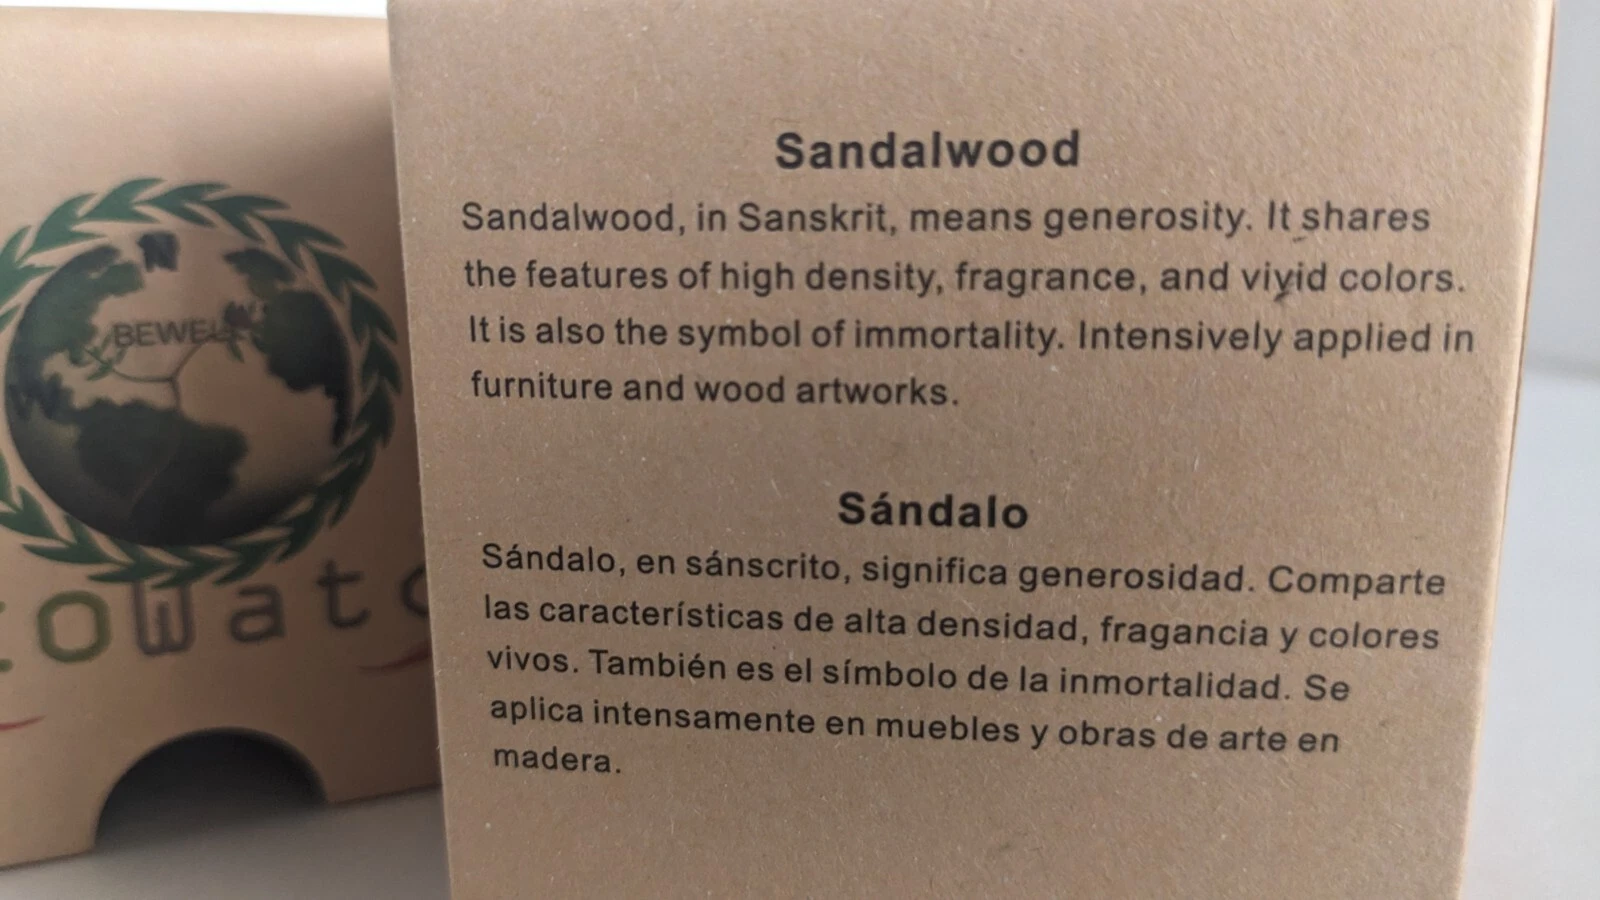 Sandalwood
Sandalwood, in Sanskrit, means generosity. It shares
the features of high density, fragrance, and vivid colors.
It is also the symbol of immortality. Intensively applied in
furniture and wood artworks.
Sándalo
Sándalo, en sánscrito, significa generosidad. Comparte
las características de alta densidad, fragancia y colores
vivos. También es el símbolo de la inmortalidad. Se
aplica intensamente en muebles y obras de arte en
madera.
N
BEWELL